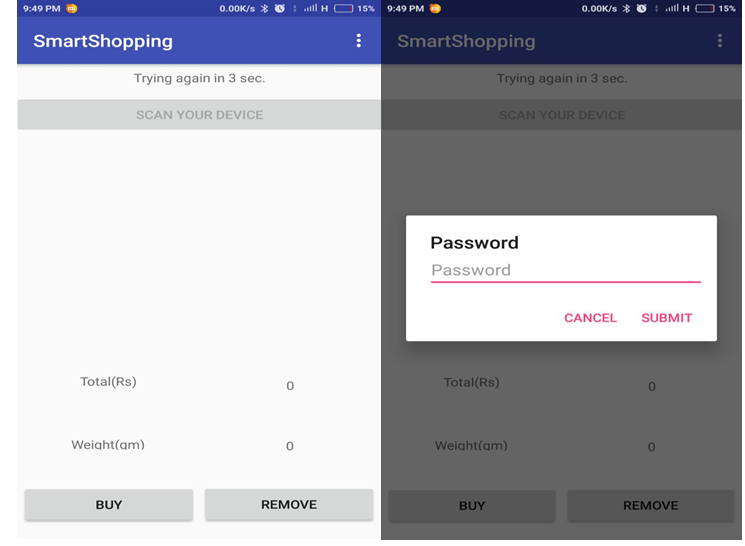 9:49 PM 0.00K/s H 15%
SmartShopping
Trying again in 3 sec.
SCAN YOUR DEVICE
Total(Rs) 0
Weight(gm) 0
BUY REMOVE
9:49 PM 0.00K/s H 15%
SmartShopping
Trying again in 3 sec.
SCAN YOUR DEVICE
Password
Password
CANCEL SUBMIT
Total(Rs) 0
Weight(gm) 0
BUY REMOVE